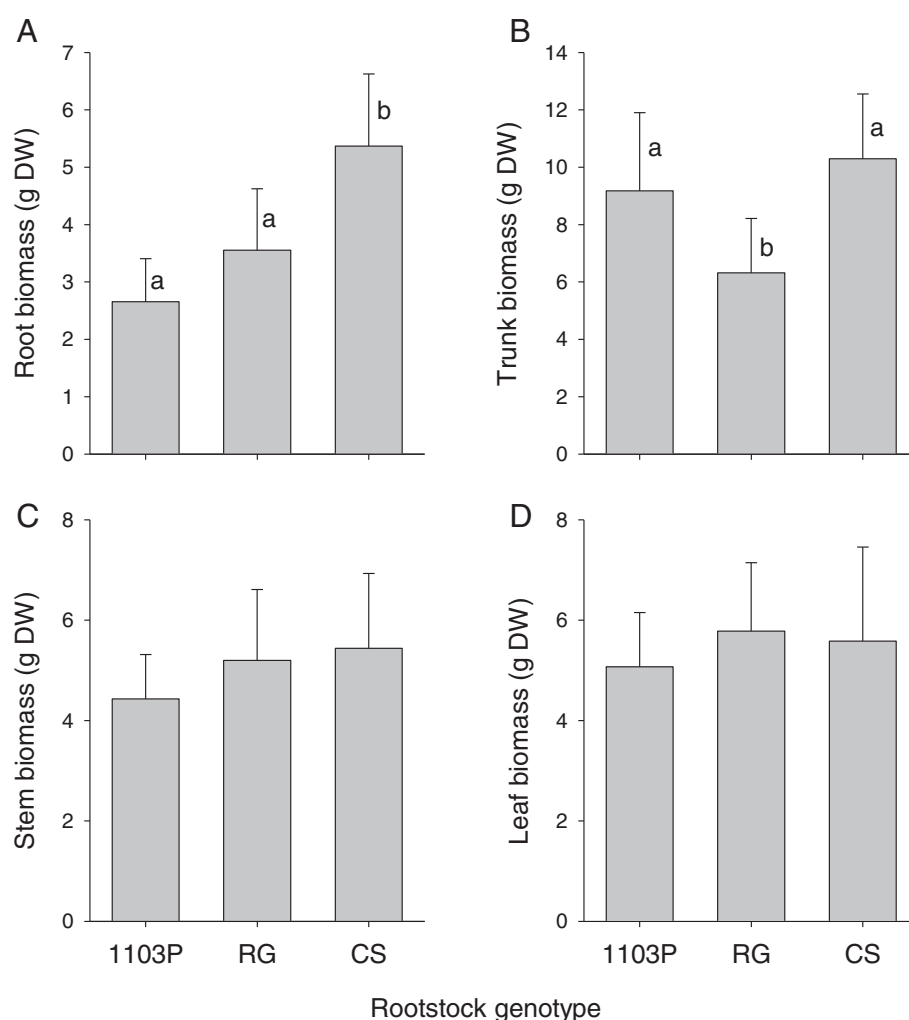 A
Root biomass (g DW)
7
6
5
4
3
2
1
0
a
a
b
B
Trunk biomass (g DW)
14
12
10
8
6
4
2
0
a
b
a
C
Stem biomass (g DW)
8
6
4
2
0
1103P RG CS
D
Leaf biomass (g DW)
8
6
4
2
0
1103P RG CS
Rootstock genotype